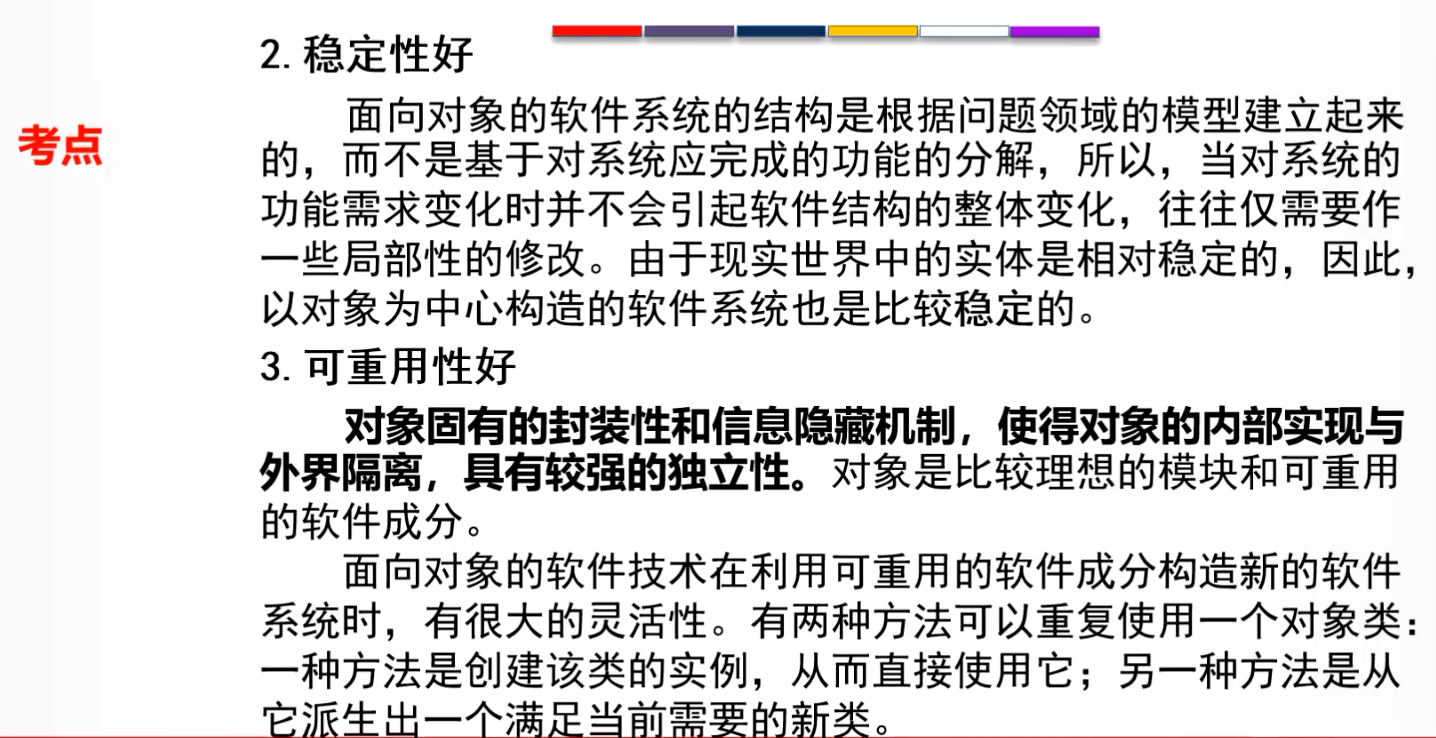 2.稳定性好
考点
面向对象的软件系统的结构是根据问题领域的模型建立起来
的，而不是基于对系统应完成的功能的分解，所以，当对系统的
功能需求变化时并不会引起软件结构的整体变化，往往仅需要作
一些局部性的修改。由于现实世界中的实体是相对稳定的，因此，
以对象为中心构造的软件系统也是比较稳定的。
3.可重用性好
对象固有的封装性和信息隐藏机制，使得对象的内部实现与
外界隔离，具有较强的独立性。对象是比较理想的模块和可重用
的软件成分。
面向对象的软件技术在利用可重用的软件成分构造新的软件
系统时，有很大的灵活性。有两种方法可以重复使用一个对象类：
一种方法是创建该类的实例，从而直接使用它；另一种方法是从
它派生出一个满足当前需要的新类。